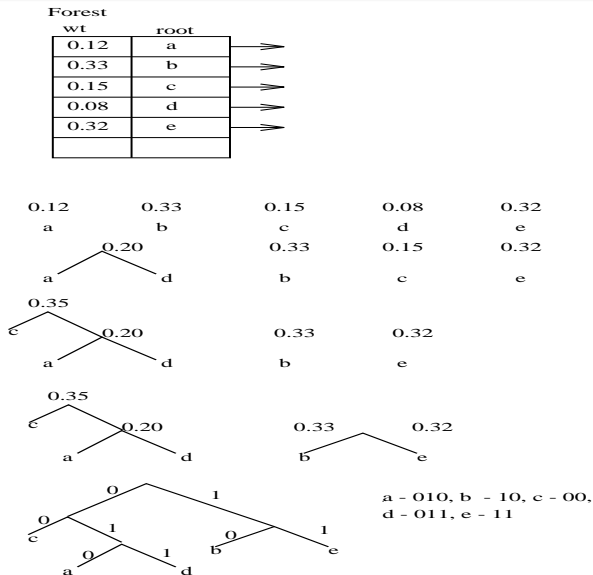 Forest
wt root
0.12 a
0.33 b
0.15 c
0.08 d
0.32 e
0.12 0.33 0.15 0.08 0.32
a b c d e
0.20 0.33 0.15 0.32
a d b c e
0.35
c 0.20 0.33 0.32
a d b e
0.35
c 0.20 0.33 0.32
a d b e
0 1
0 1 0 1
c b e
0 1
a d
a - 010, b - 10, c - 00,
d - 011, e - 11